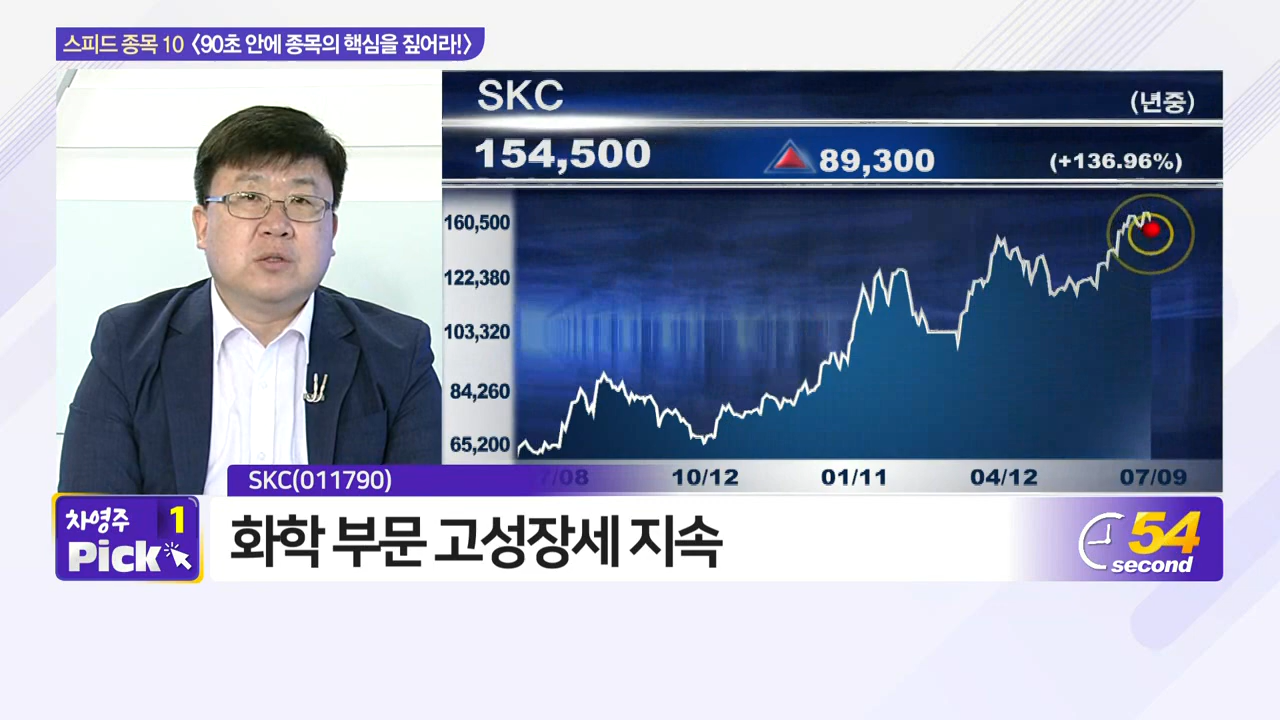 스피드 종목 10 <90초 안에 종목의 핵심을 짚어라!>
SKC (년중)
154,500 89,300 (+136.96%)
160,500
122,380
103,320
84,260
65,200
7/08 10/12 01/11 04/12 07/09
SKC(011790)
차영주 1
Pick
화학 부문 고성장세 지속
54
second